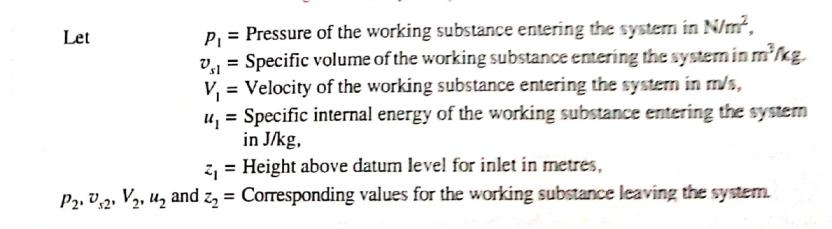 Let p₁ = Pressure of the working substance entering the system in N/m²,
vₛ₁ = Specific volume of the working substance entering the system in m³/kg.
V₁ = Velocity of the working substance entering the system in m/s,
u₁ = Specific internal energy of the working substance entering the system
in J/kg,
z₁ = Height above datum level for inlet in metres,
p₂, vₛ₂, V₂, u₂ and z₂ = Corresponding values for the working substance leaving the system.